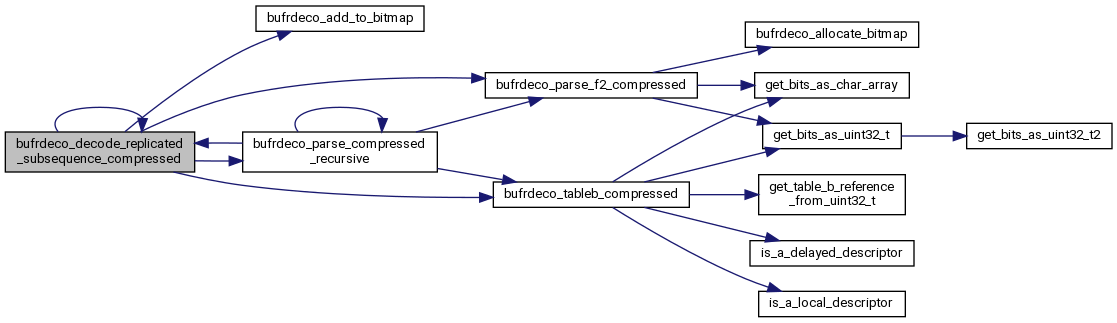 bufrdeco_add_to_bitmap
bufrdeco_allocate_bitmap
bufrdeco_parse_f2_compressed
get_bits_as_char_array
bufrdeco_decode_replicated
_subsequence_compressed
bufrdeco_parse_compressed
_recursive
get_bits_as_uint32_t
get_bits_as_uint32_t2
bufrdeco_tableb_compressed
get_table_b_reference
_from_uint32_t
is_a_delayed_descriptor
is_a_local_descriptor